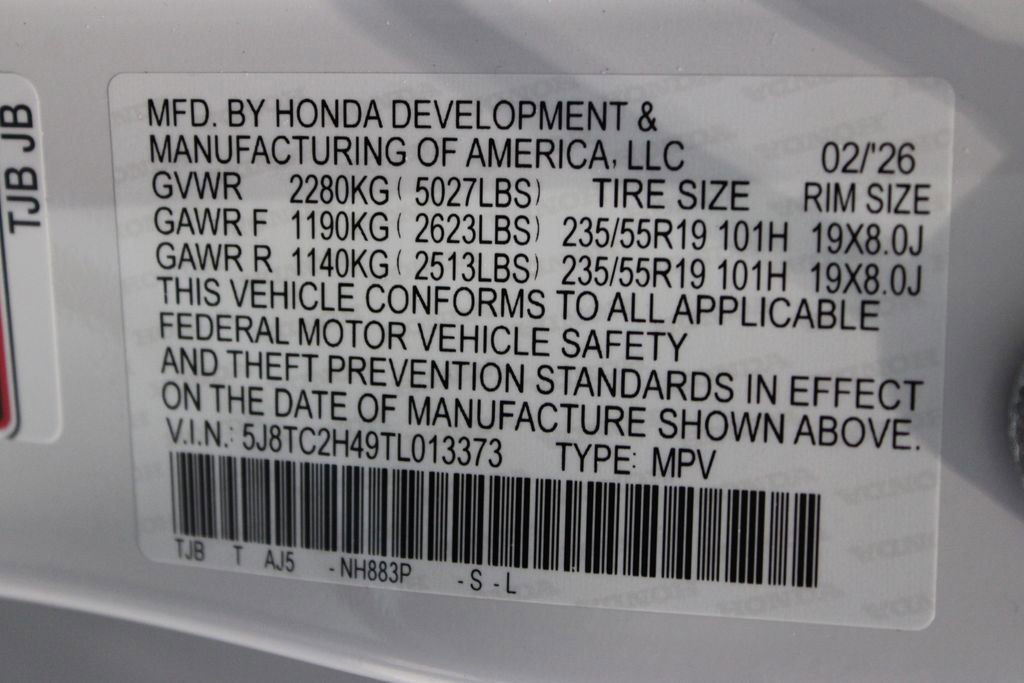 TJB JB
MFD. BY HONDA DEVELOPMENT &
MANUFACTURING OF AMERICA, LLC 02/'26
GVWR 2280KG ( 5027LBS) TIRE SIZE RIM SIZE
GAWR F 1190KG ( 2623LBS) 235/55R19 101H 19X8.0J
GAWR R 1140KG ( 2513LBS) 235/55R19 101H 19X8.0J
THIS VEHICLE CONFORMS TO ALL APPLICABLE
FEDERAL MOTOR VEHICLE SAFETY
AND THEFT PREVENTION STANDARDS IN EFFECT
ON THE DATE OF MANUFACTURE SHOWN ABOVE.
V.I.N.: 5J8TC2H49TL013373 TYPE: MPV
TJB T AJ5 -NH883P -S -L